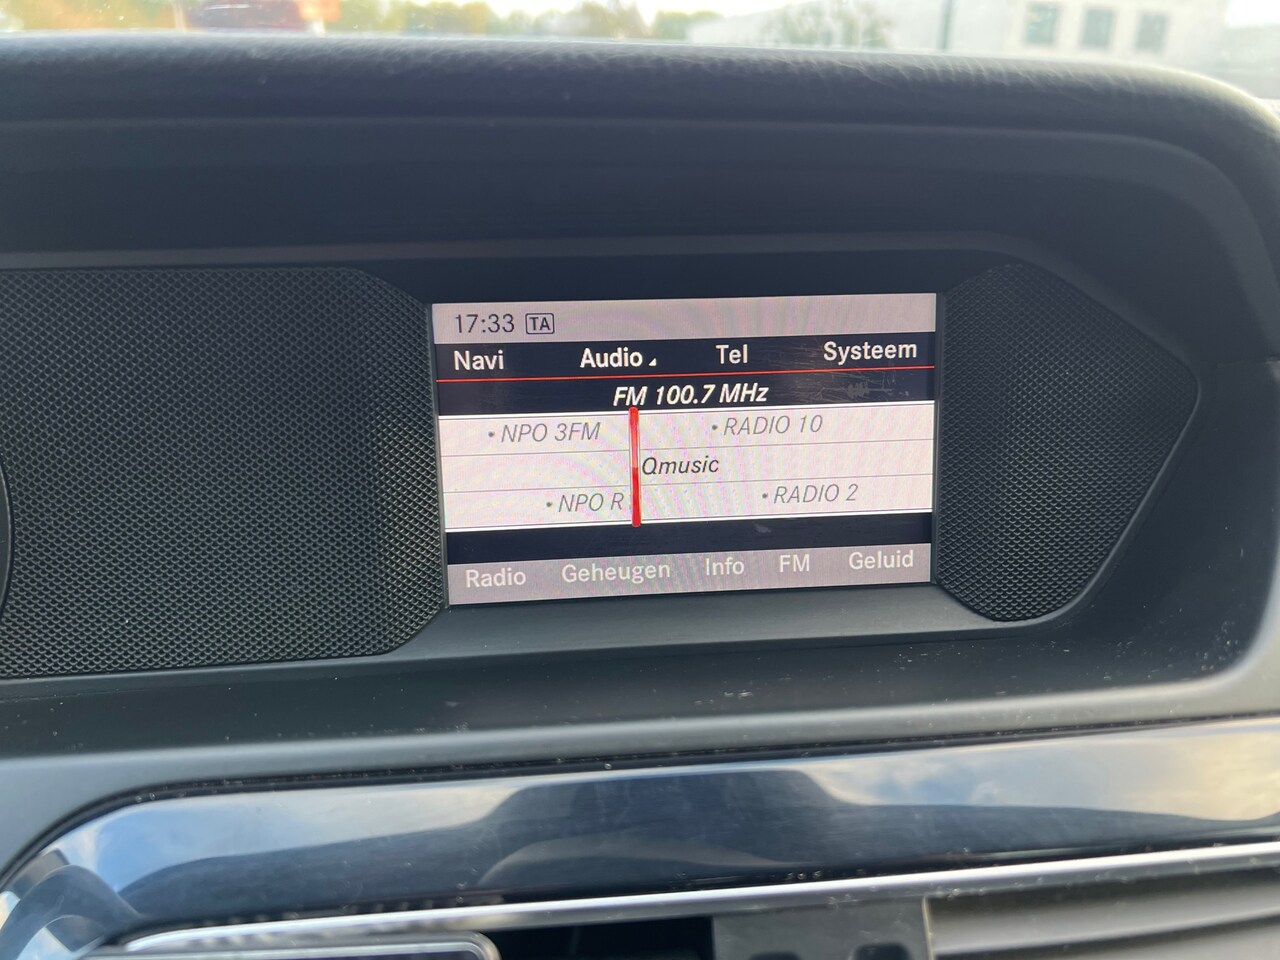 17:33 TA
Navi Audio Tel Systeem
FM 100.7 MHz
• NPO 3FM • RADIO 10
Qmusic
• NPO R • RADIO 2
Radio Geheugen Info FM Geluid